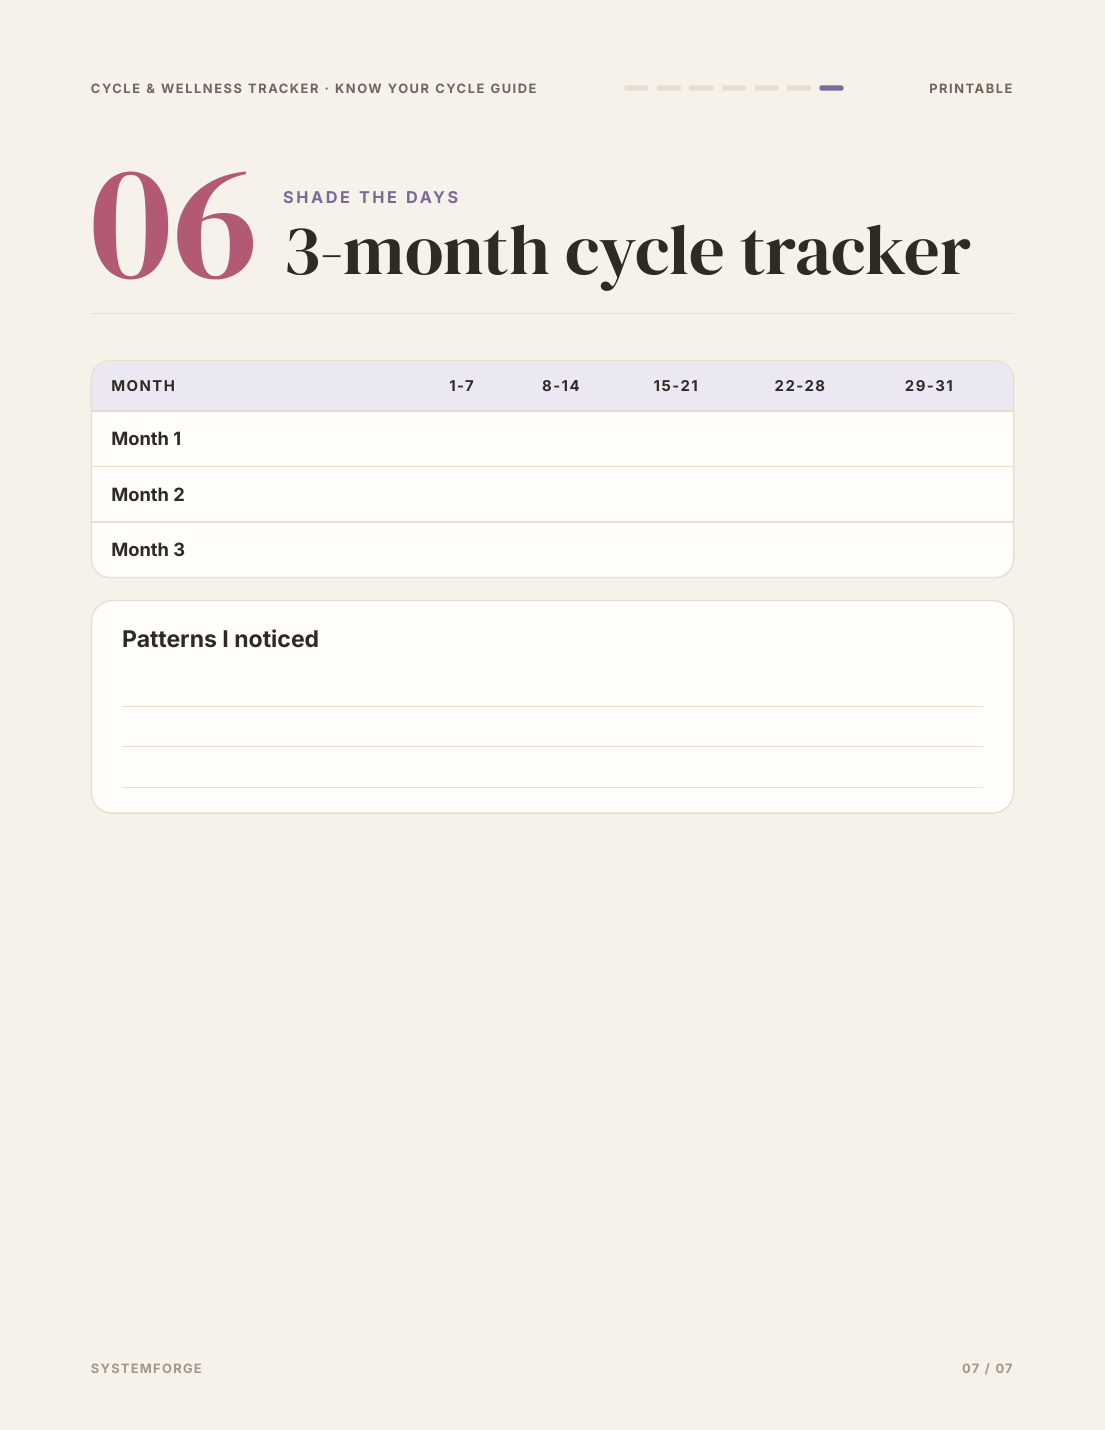 CYCLE & WELLNESS TRACKER · KNOW YOUR CYCLE GUIDE
PRINTABLE
06
SHADE THE DAYS
3-month cycle tracker
MONTH 1-7 8-14 15-21 22-28 29-31
Month 1
Month 2
Month 3
Patterns I noticed
SYSTEMFORGE
07 / 07